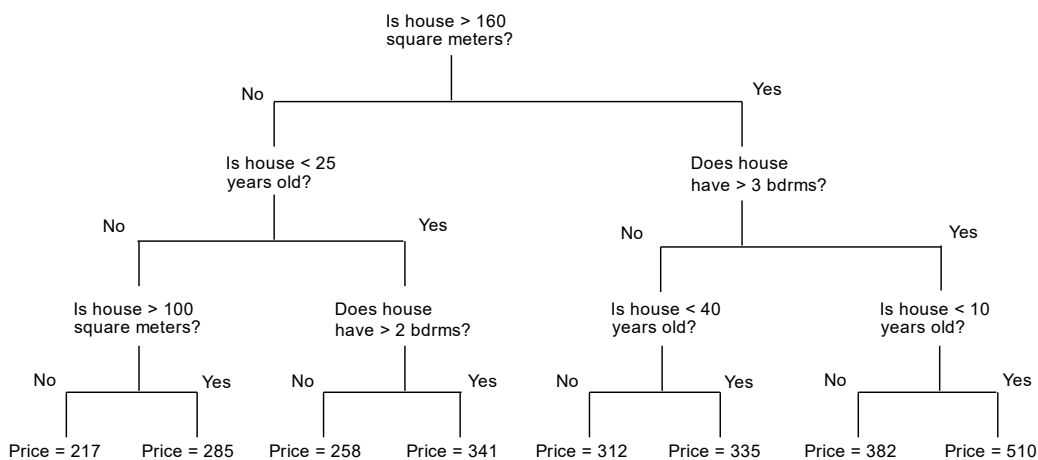 Is house > 160
square meters?
No
Yes
Is house < 25
years old?
Does house
have > 3 bdrms?
No
Yes
No
Yes
Is house > 100
square meters?
Does house
have > 2 bdrms?
Is house < 40
years old?
Is house < 10
years old?
No
Yes
No
Yes
No
Yes
No
Yes
Price = 217
Price = 285
Price = 258
Price = 341
Price = 312
Price = 335
Price = 382
Price = 510